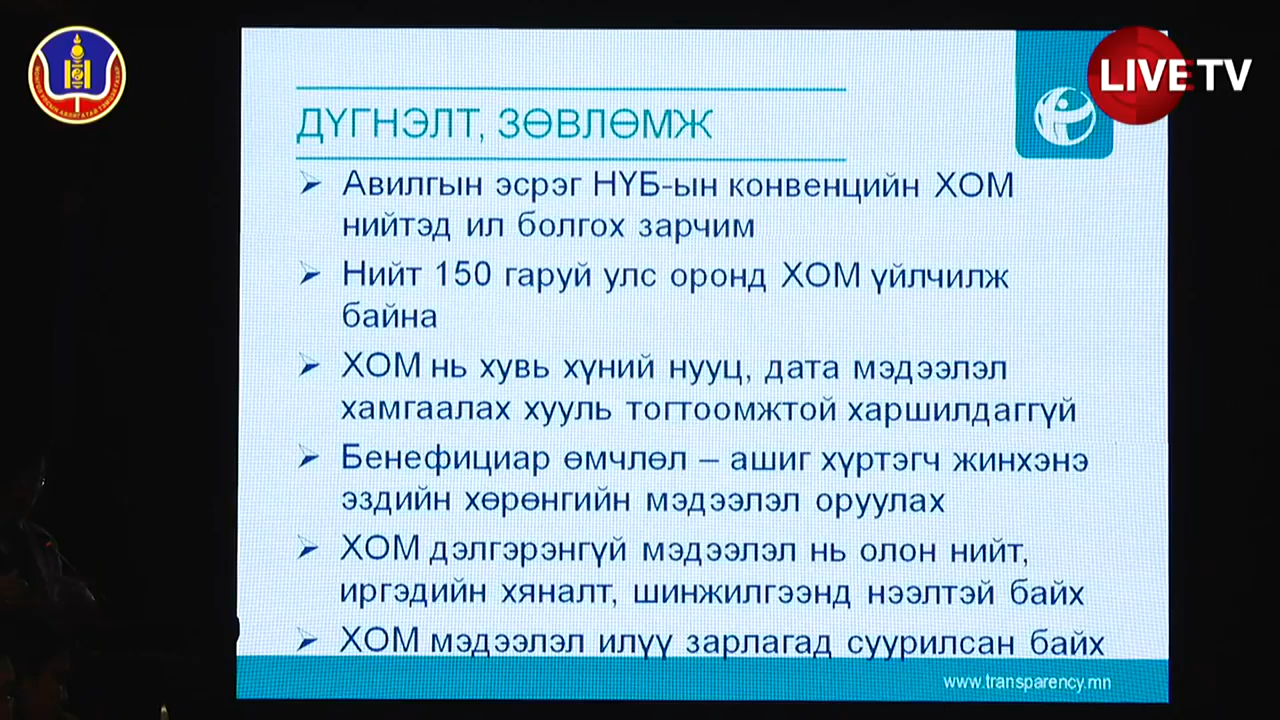 LIVE TV
ДҮГНЭЛТ, ЗӨВЛӨМЖ
Авилгын эсрэг НҮБ-ын конвенцийн ХОМ
нийтэд ил болгох зарчим
Нийт 150 гаруй улс оронд ХОМ үйлчилж
байна
ХОМ нь хувь хүний нууц, дата мэдээлэл
хамгаалах хууль тогтоомжтой харшилдаггүй
Бенефициар өмчлөл – ашиг хүртэгч жинхэнэ
эздийн хөрөнгийн мэдээлэл оруулах
ХОМ дэлгэрэнгүй мэдээлэл нь олон нийт,
иргэдийн хяналт, шинжилгээнд нээлтэй байх
ХОМ мэдээлэл илүү зарлагад суурилсан байх
www.transparency.mn